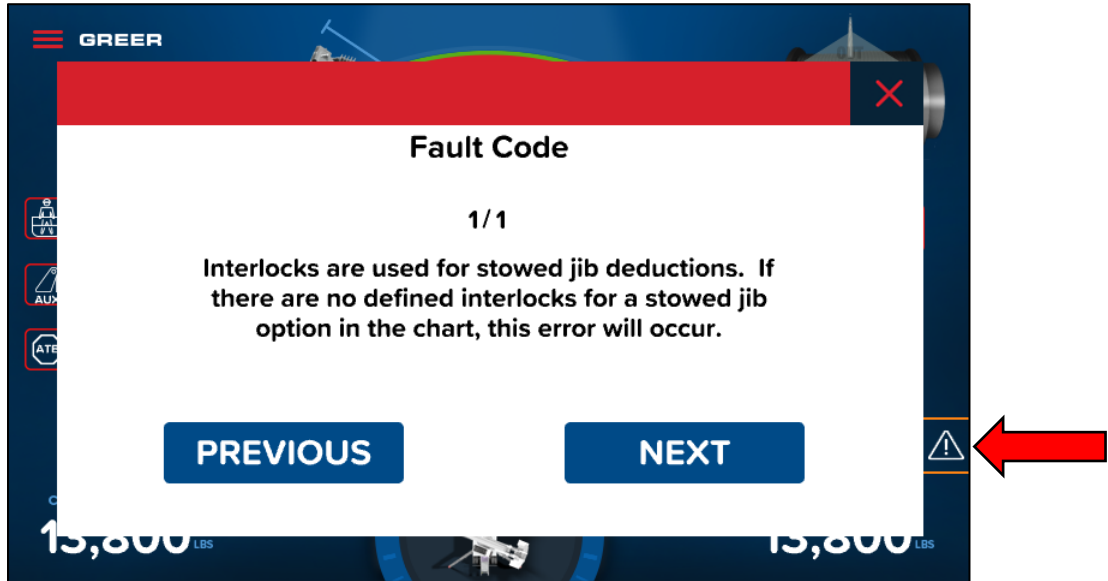 GREER
OUT
Fault Code
1/1
Interlocks are used for stowed jib deductions.  If
there are no defined interlocks for a stowed jib
option in the chart, this error will occur.
AUX
PREVIOUS
NEXT
13,800 LBS
13,800 LBS